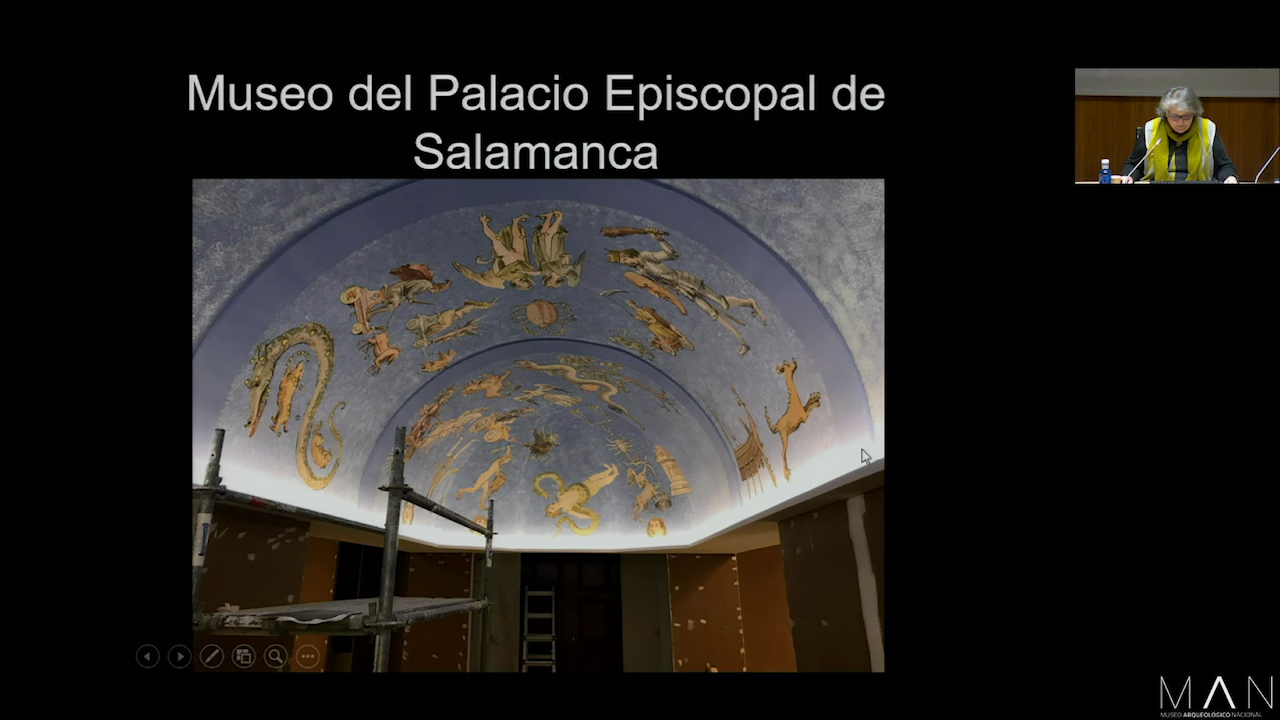 Museo del Palacio Episcopal de
Salamanca
MAN
MUSEO ARQUEOLÓGICO NACIONAL